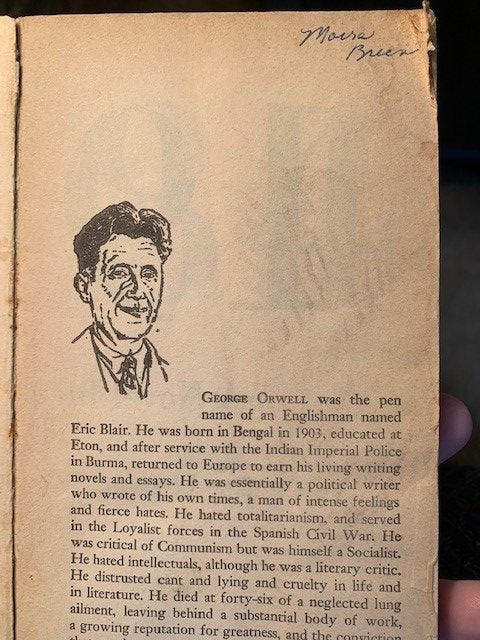 Moira
Breen
GEORGE ORWELL was the pen
name of an Englishman named
Eric Blair. He was born in Bengal in 1903, educated at
Eton, and after service with the Indian Imperial Police
in Burma, returned to Europe to earn his living writing
novels and essays. He was essentially a political writer
who wrote of his own times, a man of intense feelings
and fierce hates. He hated totalitarianism, and served
in the Loyalist forces in the Spanish Civil War. He
was critical of Communism but was himself a Socialist.
He hated intellectuals, although he was a literary critic.
He distrusted cant and lying and cruelty in life and
in literature. He died at forty-six of a neglected lung
ailment, leaving behind a substantial body of work,
a growing reputation for greatness, and the conviction